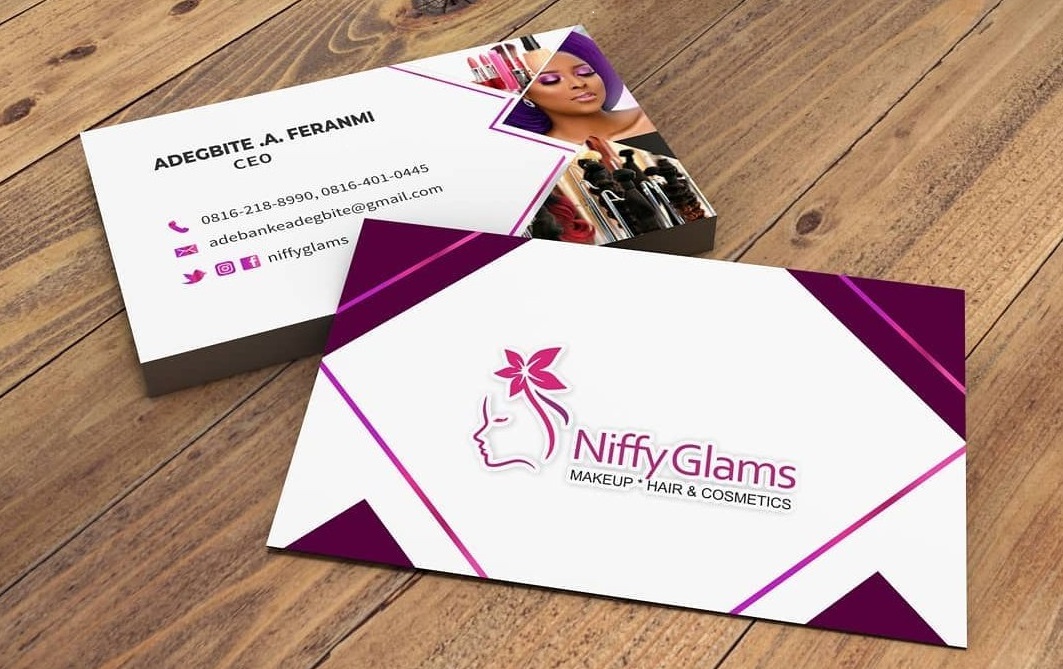 ADEGBITE .A. FERANMI
CEO
0816-218-8990, 0816-401-0445
adebankeadegbite@gmail.com
niffyglams
Niffy Glams
MAKEUP * HAIR & COSMETICS